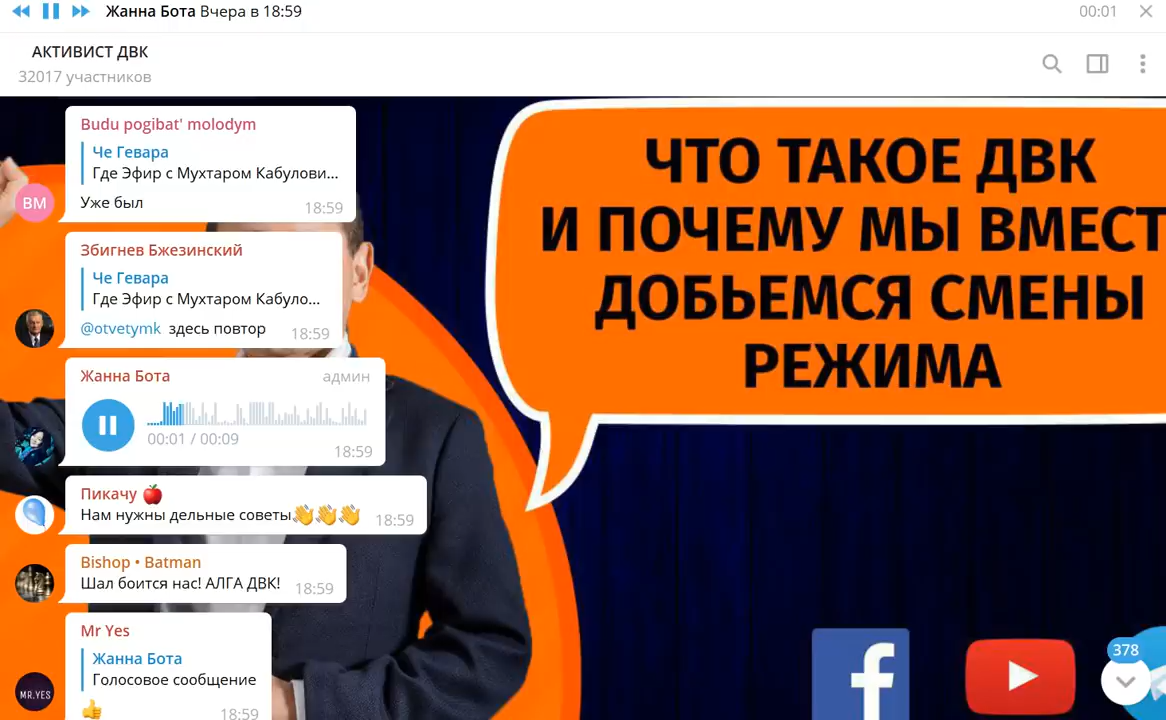 Жанна Бота Вчера в 18:59
00:01
АКТИВИСТ ДВК
32017 участников
Budu pogibat' molodym
Че Гевара
Где Эфир с Мухтаром Кабулови...
Уже был
18:59
BM
Збигнев Бжезинский
Че Гевара
Где Эфир с Мухтаром Кабуло...
@otvetymk здесь повтор
18:59
Жанна Бота админ
00:01 / 00:09
18:59
Пикачу 🍎
Нам нужны дельные советы👋👋👋 18:59
Bishop • Batman
Шал боится нас! АЛГА ДВК! 18:59
Mr Yes
Жанна Бота
Голосовое сообщение
👍 18:59
MR.YES
ЧТО ТАКОЕ ДВК
И ПОЧЕМУ МЫ ВМЕСТ
ДОБЬЕМСЯ СМЕНЫ
РЕЖИМА
f
378